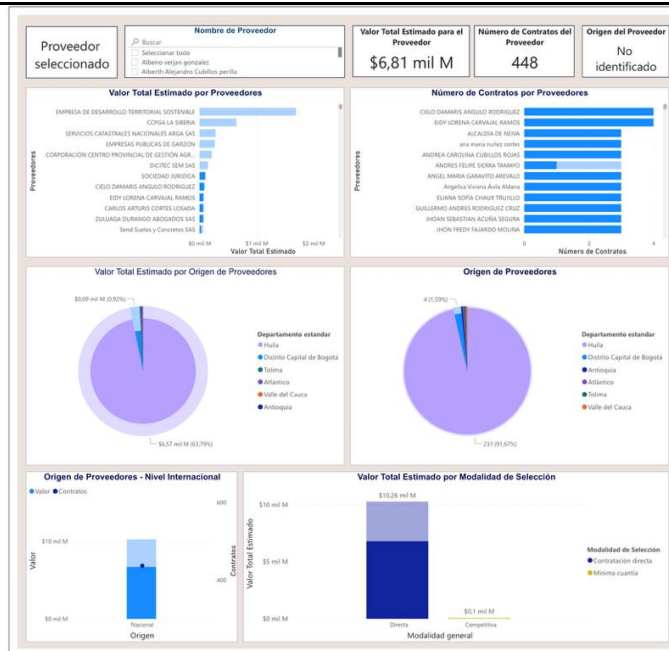 Proveedor
seleccionado
Nombre de Proveedor
Buscar
Seleccionar todo
Albeiro verjan gonzalez
Alberth Alejandro Cubillos perilla
Valor Total Estimado para el
Proveedor
$6,81 mil M
Número de Contratos del
Proveedor
448
Origen del Proveedor
No
identificado
Valor Total Estimado por Proveedores
Proveedores
EMPRESA DE DESARROLLO TERRITORIAL SOSTENIBLE
CCPGA LA SIBERIA
SERVICIOS CATASTRALES NACIONALES ARGA SAS
EMPRESAS PUBLICAS DE GARZON
CORPORACIÓN CENTRO PROVINCIAL DE GESTIÓN AGR...
DICITEC SEM SAS
SOCIEDAD JURIDICA
CIELO DAMARIS ANGULO RODRIGUEZ
EIDY LORENA CARVAJAL RAMOS
CARLOS ARTURO CORTES LOSADA
ZULUAGA DURANGO ABOGADOS SAS
Send Suelos y Concretos SAS
$0 mil M
$1 mil M
$2 mil M
Valor Total Estimado
Número de Contratos por Proveedores
Proveedores
CIELO DAMARIS ANGULO RODRIGUEZ
EIDY LORENA CARVAJAL RAMOS
ALCALDIA DE NEIVA
ana maria nuñez cortes
ANDREA CAROLINA CUBILLOS ROJAS
ANDRES FELIPE SIERRA TAMAYO
ANGEL MARIA GARAVITO AREVALO
Angelica Viviana Ávila Aldana
ELIANA SOFÍA CHAUX TRUJILLO
GUILLERMO ANDRES RODRIGUEZ CRUZ
JHOAN SEBASTIAN ACUÑA SEGURA
JHON FREDY FAJARDO MOLINA
0
2
4
Número de Contratos
Valor Total Estimado por Origen de Proveedores
$0,09 mil M (0,92%)
$6,57 mil M (63,79%)
Departamento estandar
Huila
Distrito Capital de Bogotá
Tolima
Atlántico
Valle del Cauca
Antioquia
Origen de Proveedores
4 (1,59%)
231 (91,67%)
Departamento estandar
Huila
Distrito Capital de Bogotá
Antioquia
Atlántico
Tolima
Valle del Cauca
Origen de Proveedores - Nivel Internacional
Valor Contratos
600
$10 mil M
Valor
Contratos
400
$0 mil M
Nacional
Origen
Valor Total Estimado por Modalidad de Selección
$10,26 mil M
$10 mil M
Valor Total Estimado
$5 mil M
$0 mil M
$0,1 mil M
Directa
Competitiva
Modalidad general
Modalidad de Selección
Contratación directa
Mínima cuantía